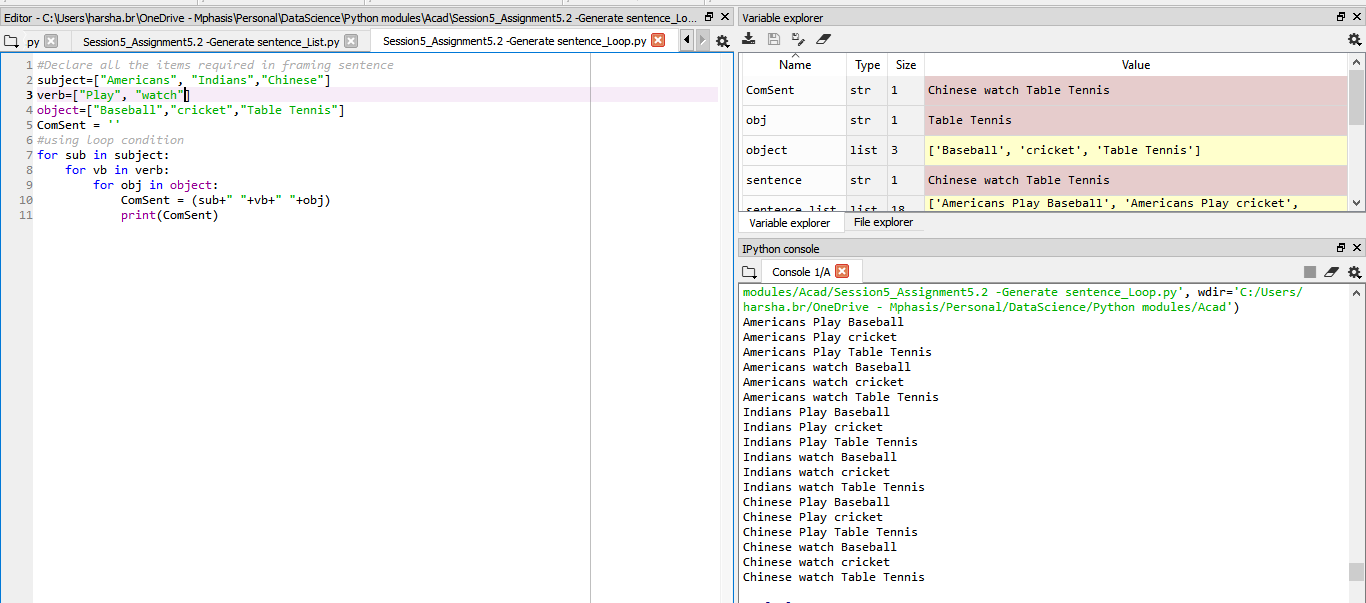 Editor - C:\Users\harsha.br\OneDrive - Mphasis\Personal\DataScience\Python modules\Acad\Session5_Assignment5.2 -Generate sentence_Lo...
py
Session5_Assignment5.2 -Generate sentence_List.py
Session5_Assignment5.2 -Generate sentence_Loop.py
1 #Declare all the items required in framing sentence
2 subject=["Americans", "Indians","Chinese"]
3 verb=["Play", "watch"]
4 object=["Baseball","cricket","Table Tennis"]
5 ComSent = ''
6 #using loop condition
7 for sub in subject:
8     for vb in verb:
9         for obj in object:
10             ComSent = (sub+" "+vb+" "+obj)
11             print(ComSent)
Variable explorer
Name Type Size Value
ComSent str 1 Chinese watch Table Tennis
obj str 1 Table Tennis
object list 3 ['Baseball', 'cricket', 'Table Tennis']
sentence str 1 Chinese watch Table Tennis
sentence_list list 18 ['Americans Play Baseball', 'Americans Play cricket',
Variable explorer File explorer
IPython console
Console 1/A
modules/Acad/Session5_Assignment5.2 -Generate sentence_Loop.py', wdir='C:/Users/
harsha.br/OneDrive - Mphasis/Personal/DataScience/Python modules/Acad')
Americans Play Baseball
Americans Play cricket
Americans Play Table Tennis
Americans watch Baseball
Americans watch cricket
Americans watch Table Tennis
Indians Play Baseball
Indians Play cricket
Indians Play Table Tennis
Indians watch Baseball
Indians watch cricket
Indians watch Table Tennis
Chinese Play Baseball
Chinese Play cricket
Chinese Play Table Tennis
Chinese watch Baseball
Chinese watch cricket
Chinese watch Table Tennis